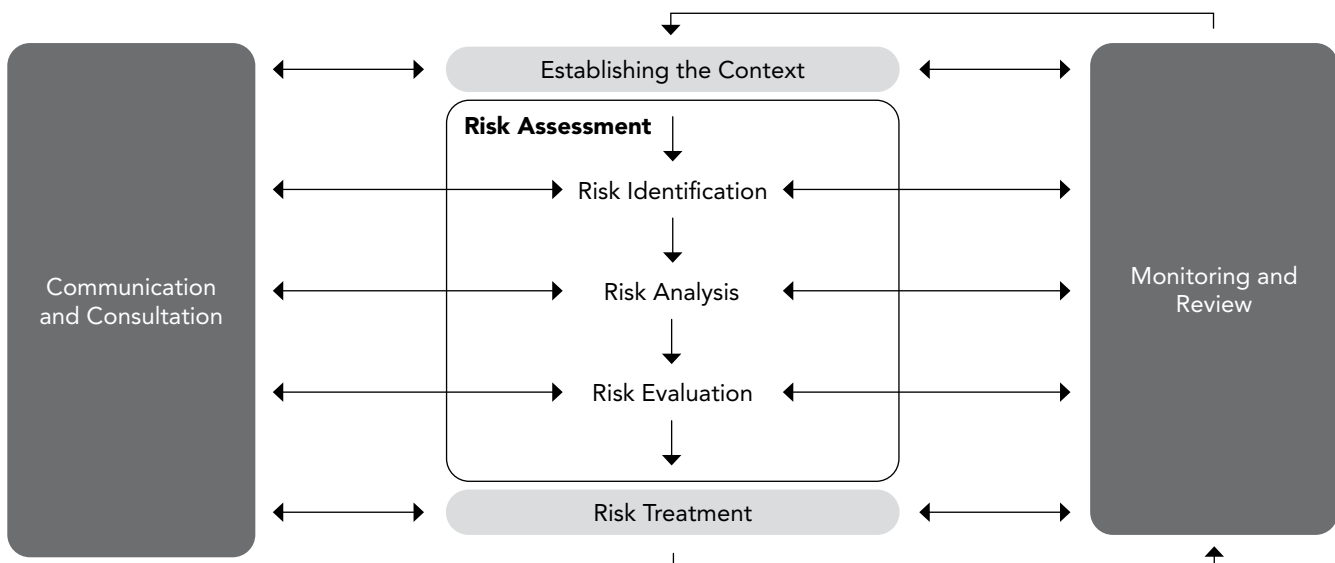 Establishing the Context
Risk Assessment
Risk Identification
Communication
and Consultation
Risk Analysis
Monitoring and
Review
Risk Evaluation
Risk Treatment